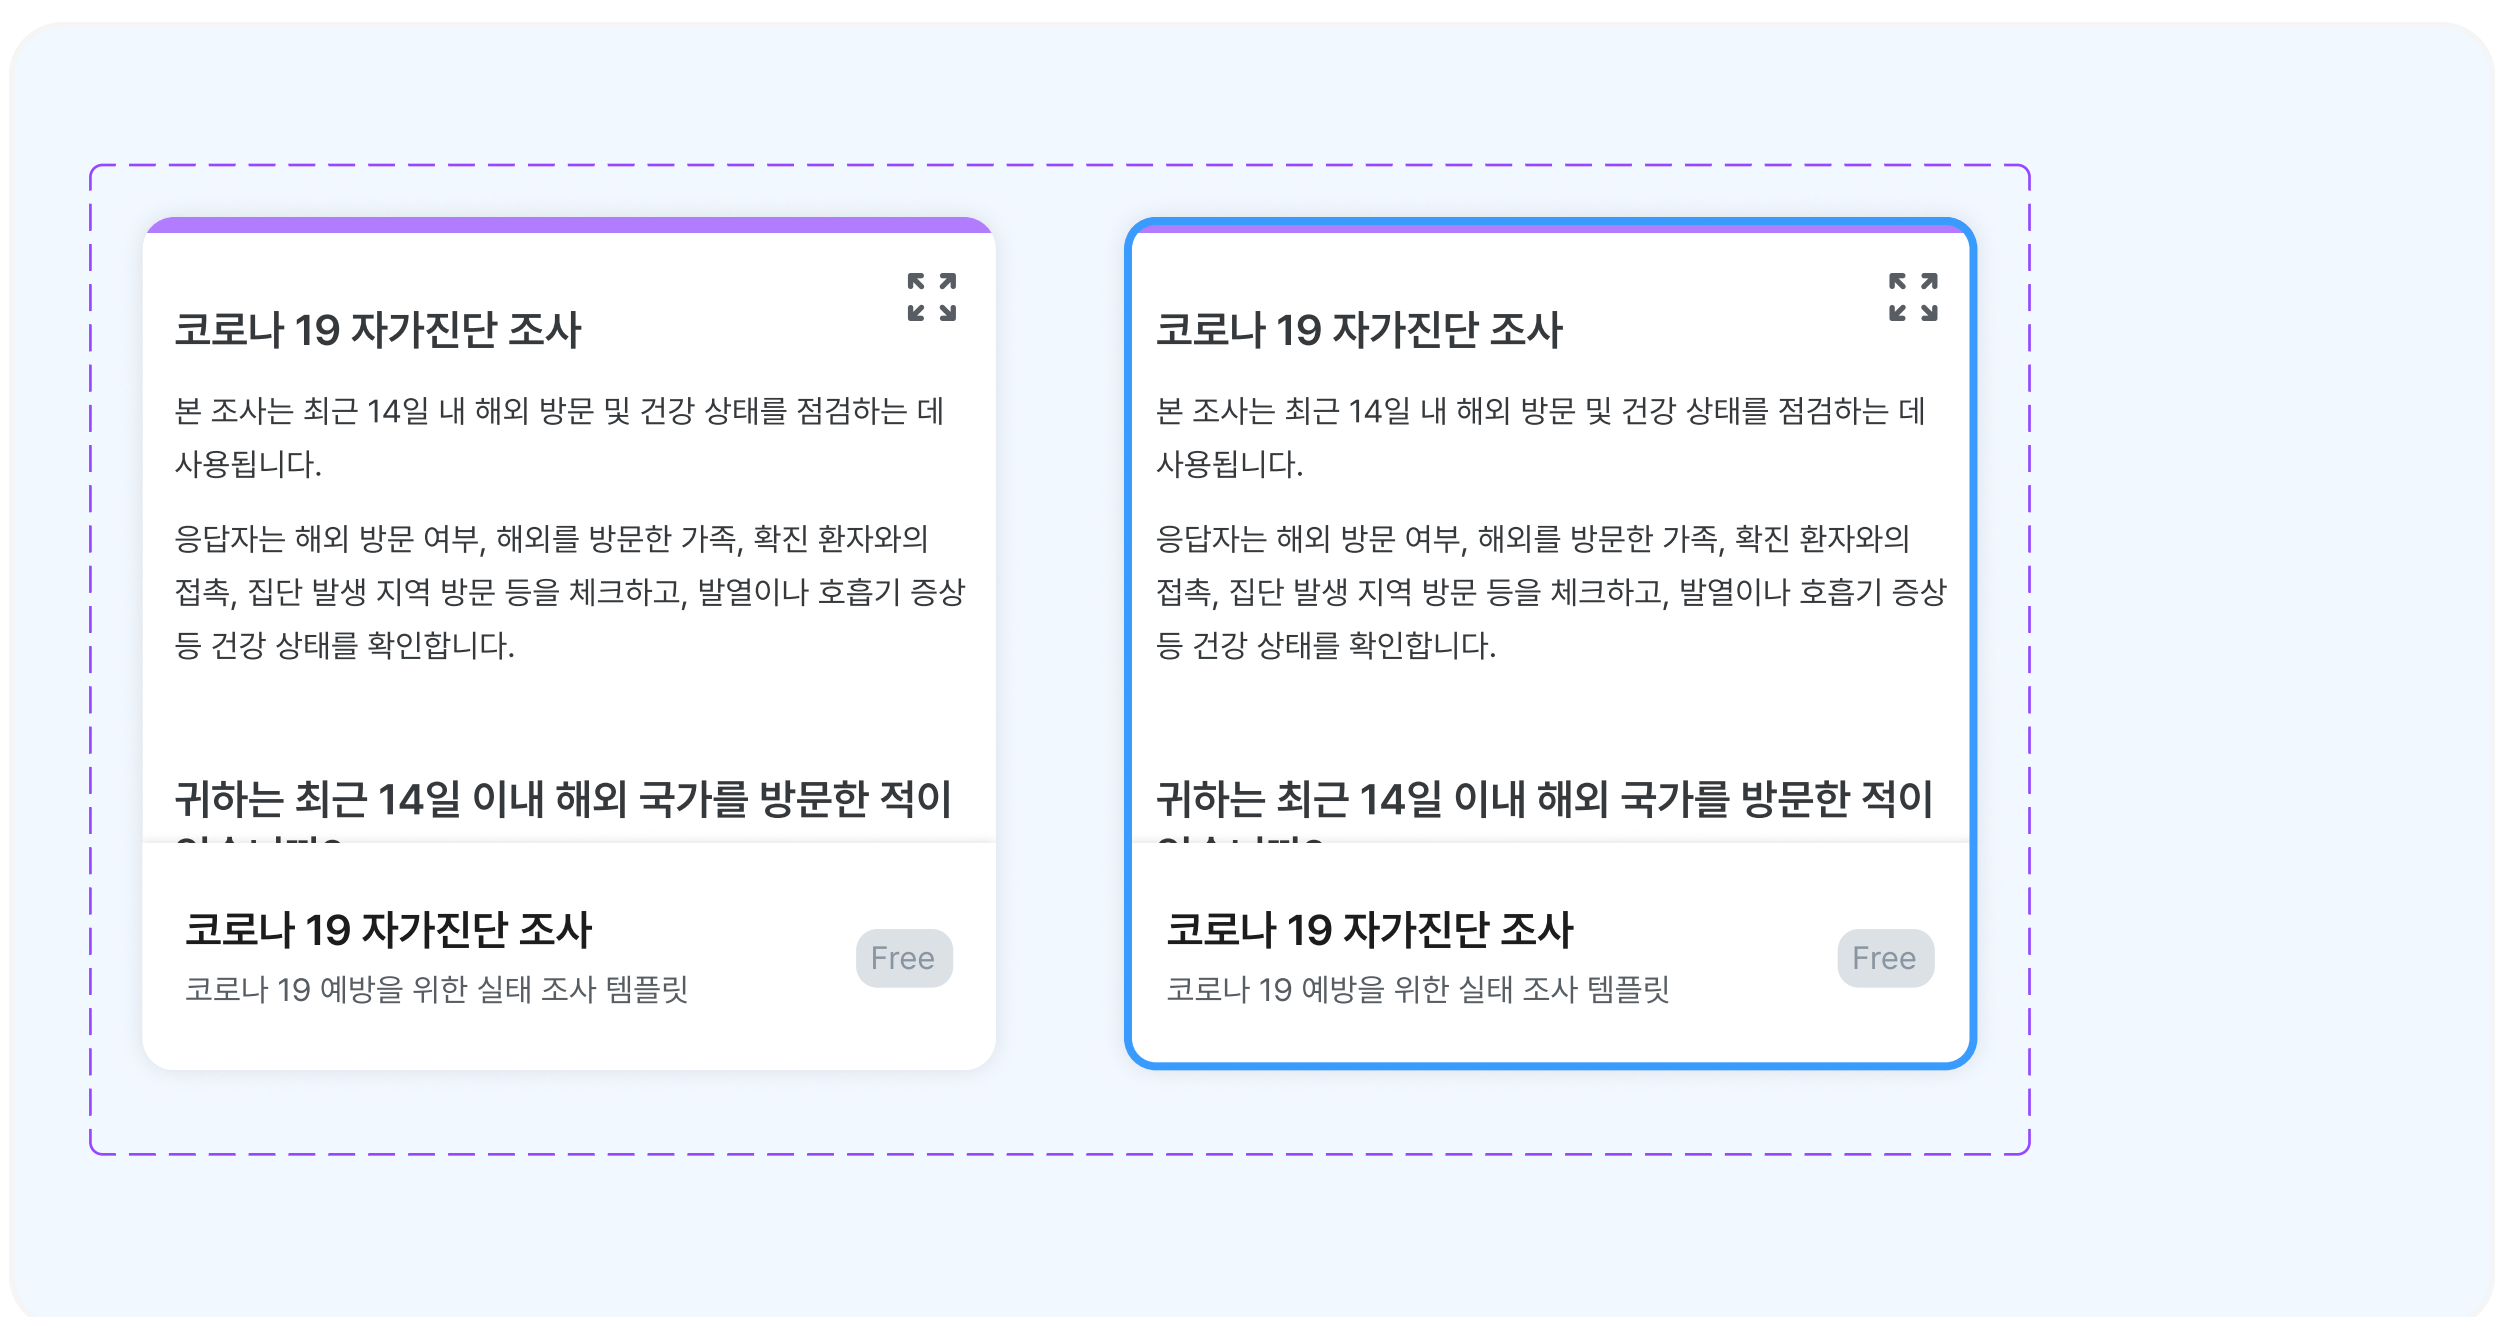 코로나 19 자가진단 조사
본 조사는 최근 14일 내 해외 방문 및 건강 상태를 점검하는 데
사용됩니다.
응답자는 해외 방문 여부, 해외를 방문한 가족, 확진 환자와의
접촉, 집단 발생 지역 방문 등을 체크하고, 발열이나 호흡기 증상
등 건강 상태를 확인합니다.
귀하는 최근 14일 이내 해외 국가를 방문한 적이
코로나 19 자가진단 조사
코로나19 예방을 위한 실태 조사 템플릿
Free
코로나 19 자가진단 조사
본 조사는 최근 14일 내 해외 방문 및 건강 상태를 점검하는 데
사용됩니다.
응답자는 해외 방문 여부, 해외를 방문한 가족, 확진 환자와의
접촉, 집단 발생 지역 방문 등을 체크하고, 발열이나 호흡기 증상
등 건강 상태를 확인합니다.
귀하는 최근 14일 이내 해외 국가를 방문한 적이
코로나 19 자가진단 조사
코로나19 예방을 위한 실태 조사 템플릿
Free